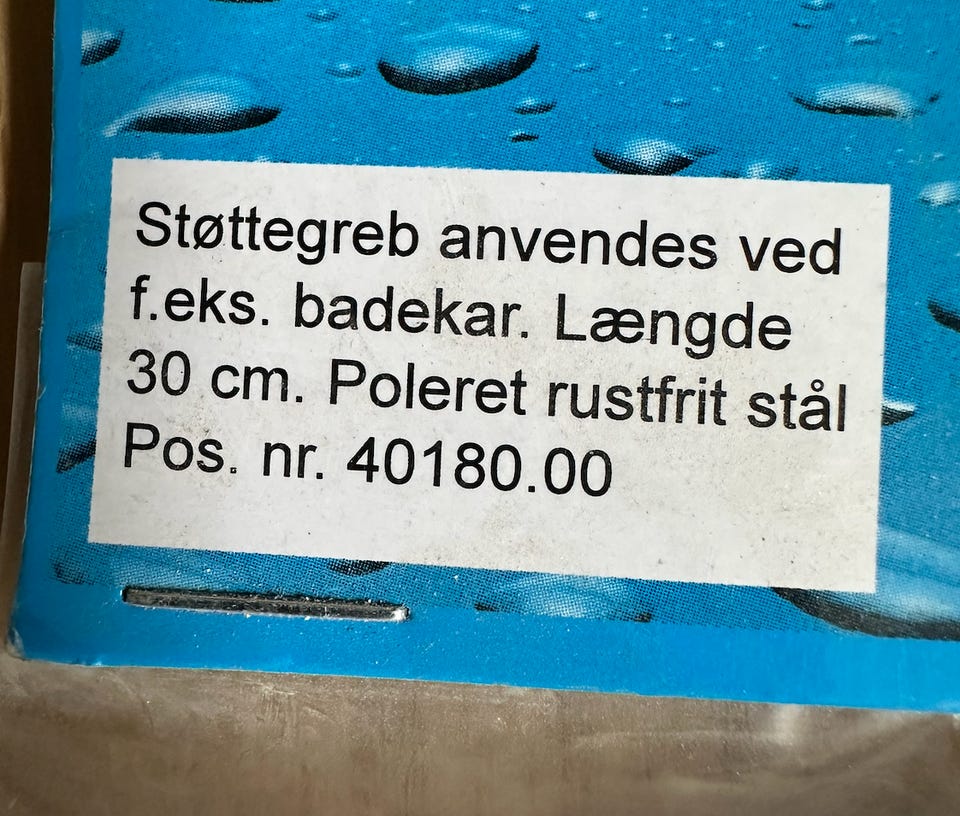 Støttegreb anvendes ved
f.eks. badekar. Længde
30 cm. Poleret rustfrit stål
Pos. nr. 40180.00